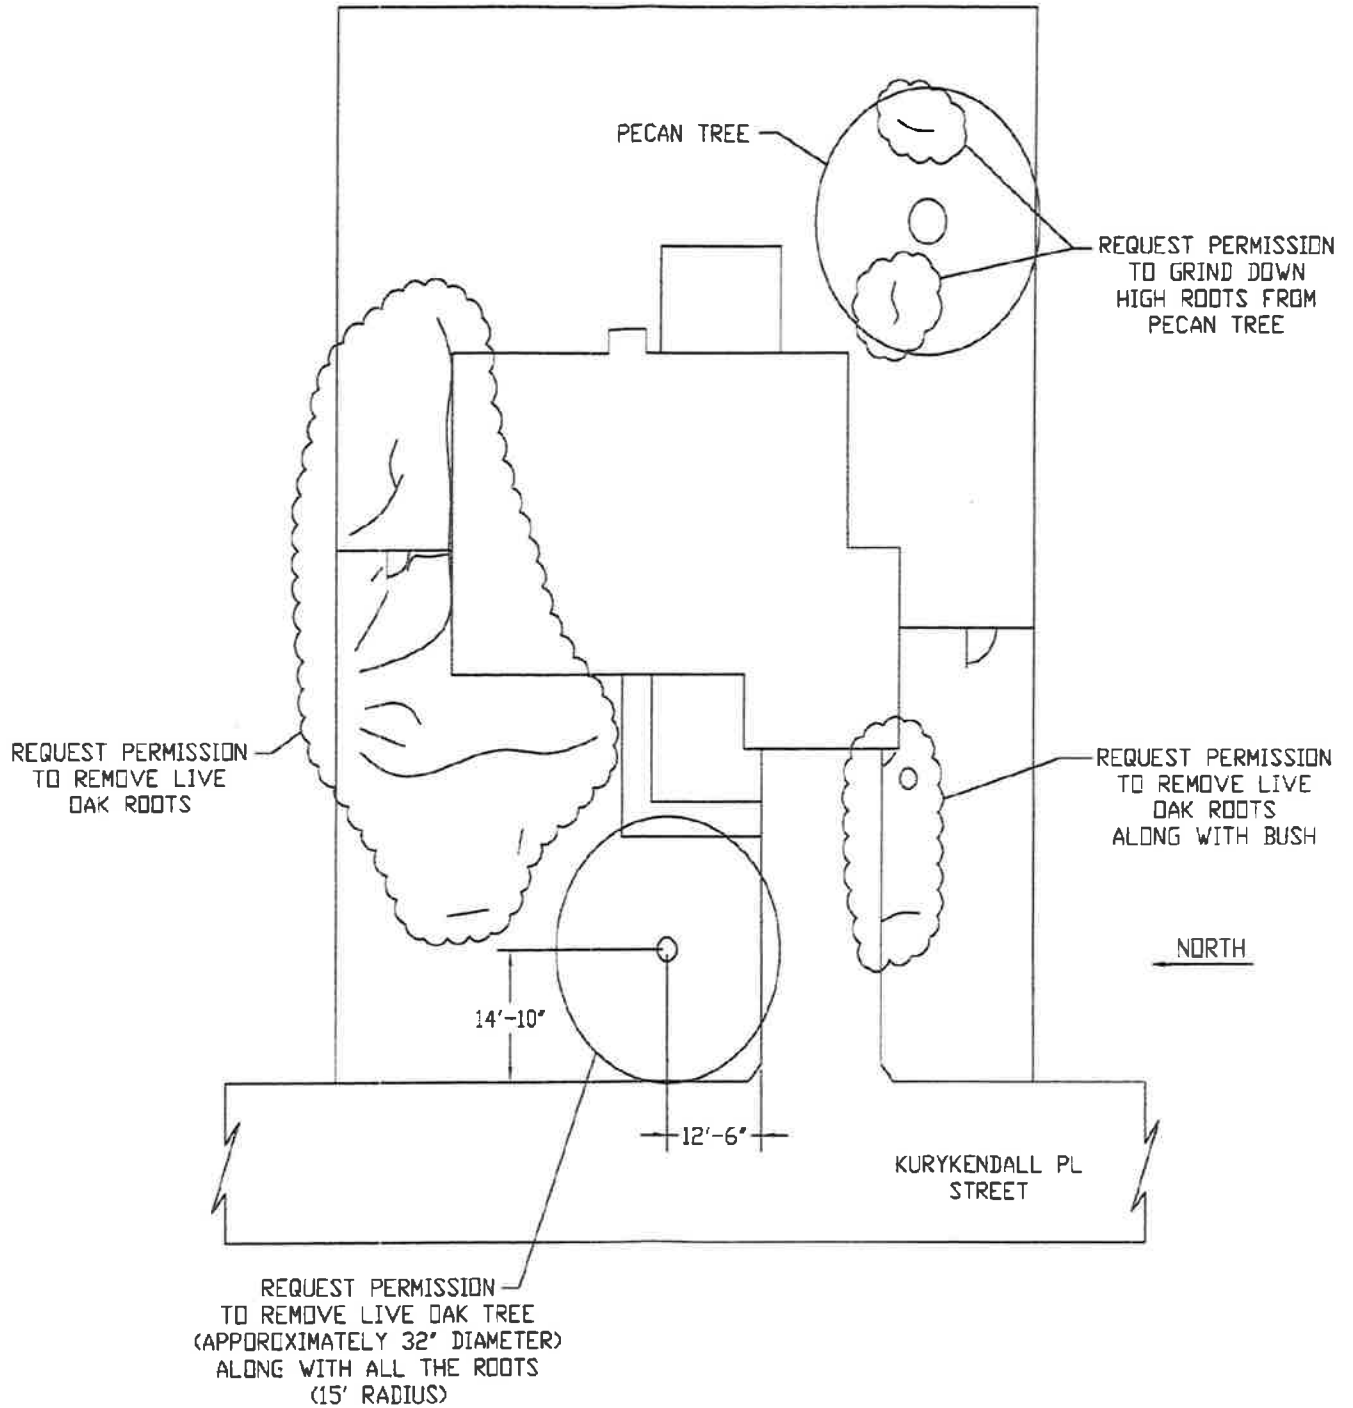 PECAN TREE
REQUEST PERMISSION
TO GRIND DOWN
HIGH ROOTS FROM
PECAN TREE
REQUEST PERMISSION
TO REMOVE LIVE
OAK ROOTS
REQUEST PERMISSION
TO REMOVE LIVE
OAK ROOTS
ALONG WITH BUSH
NORTH
14'-10"
12'-6"
KURYKENDALL PL
STREET
REQUEST PERMISSION
TO REMOVE LIVE OAK TREE
(APPOROXIMATELY 32" DIAMETER)
ALONG WITH ALL THE ROOTS
(15' RADIUS)